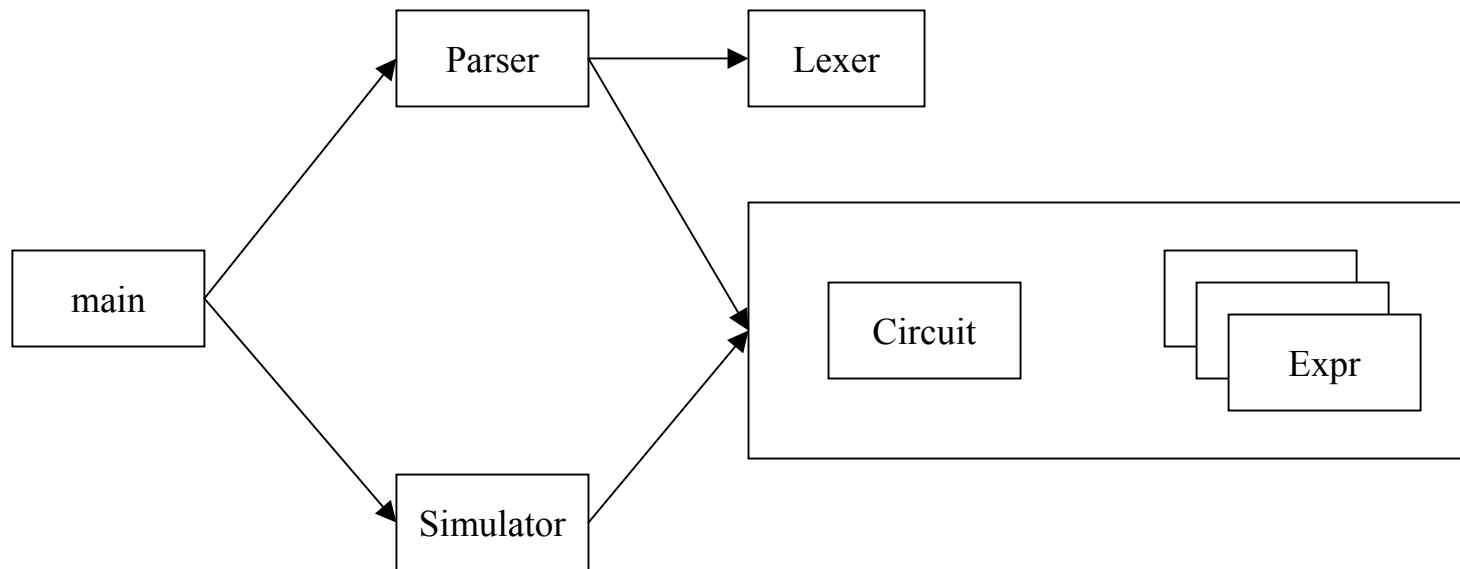 Parser
Lexer
main
Circuit
Expr
Simulator